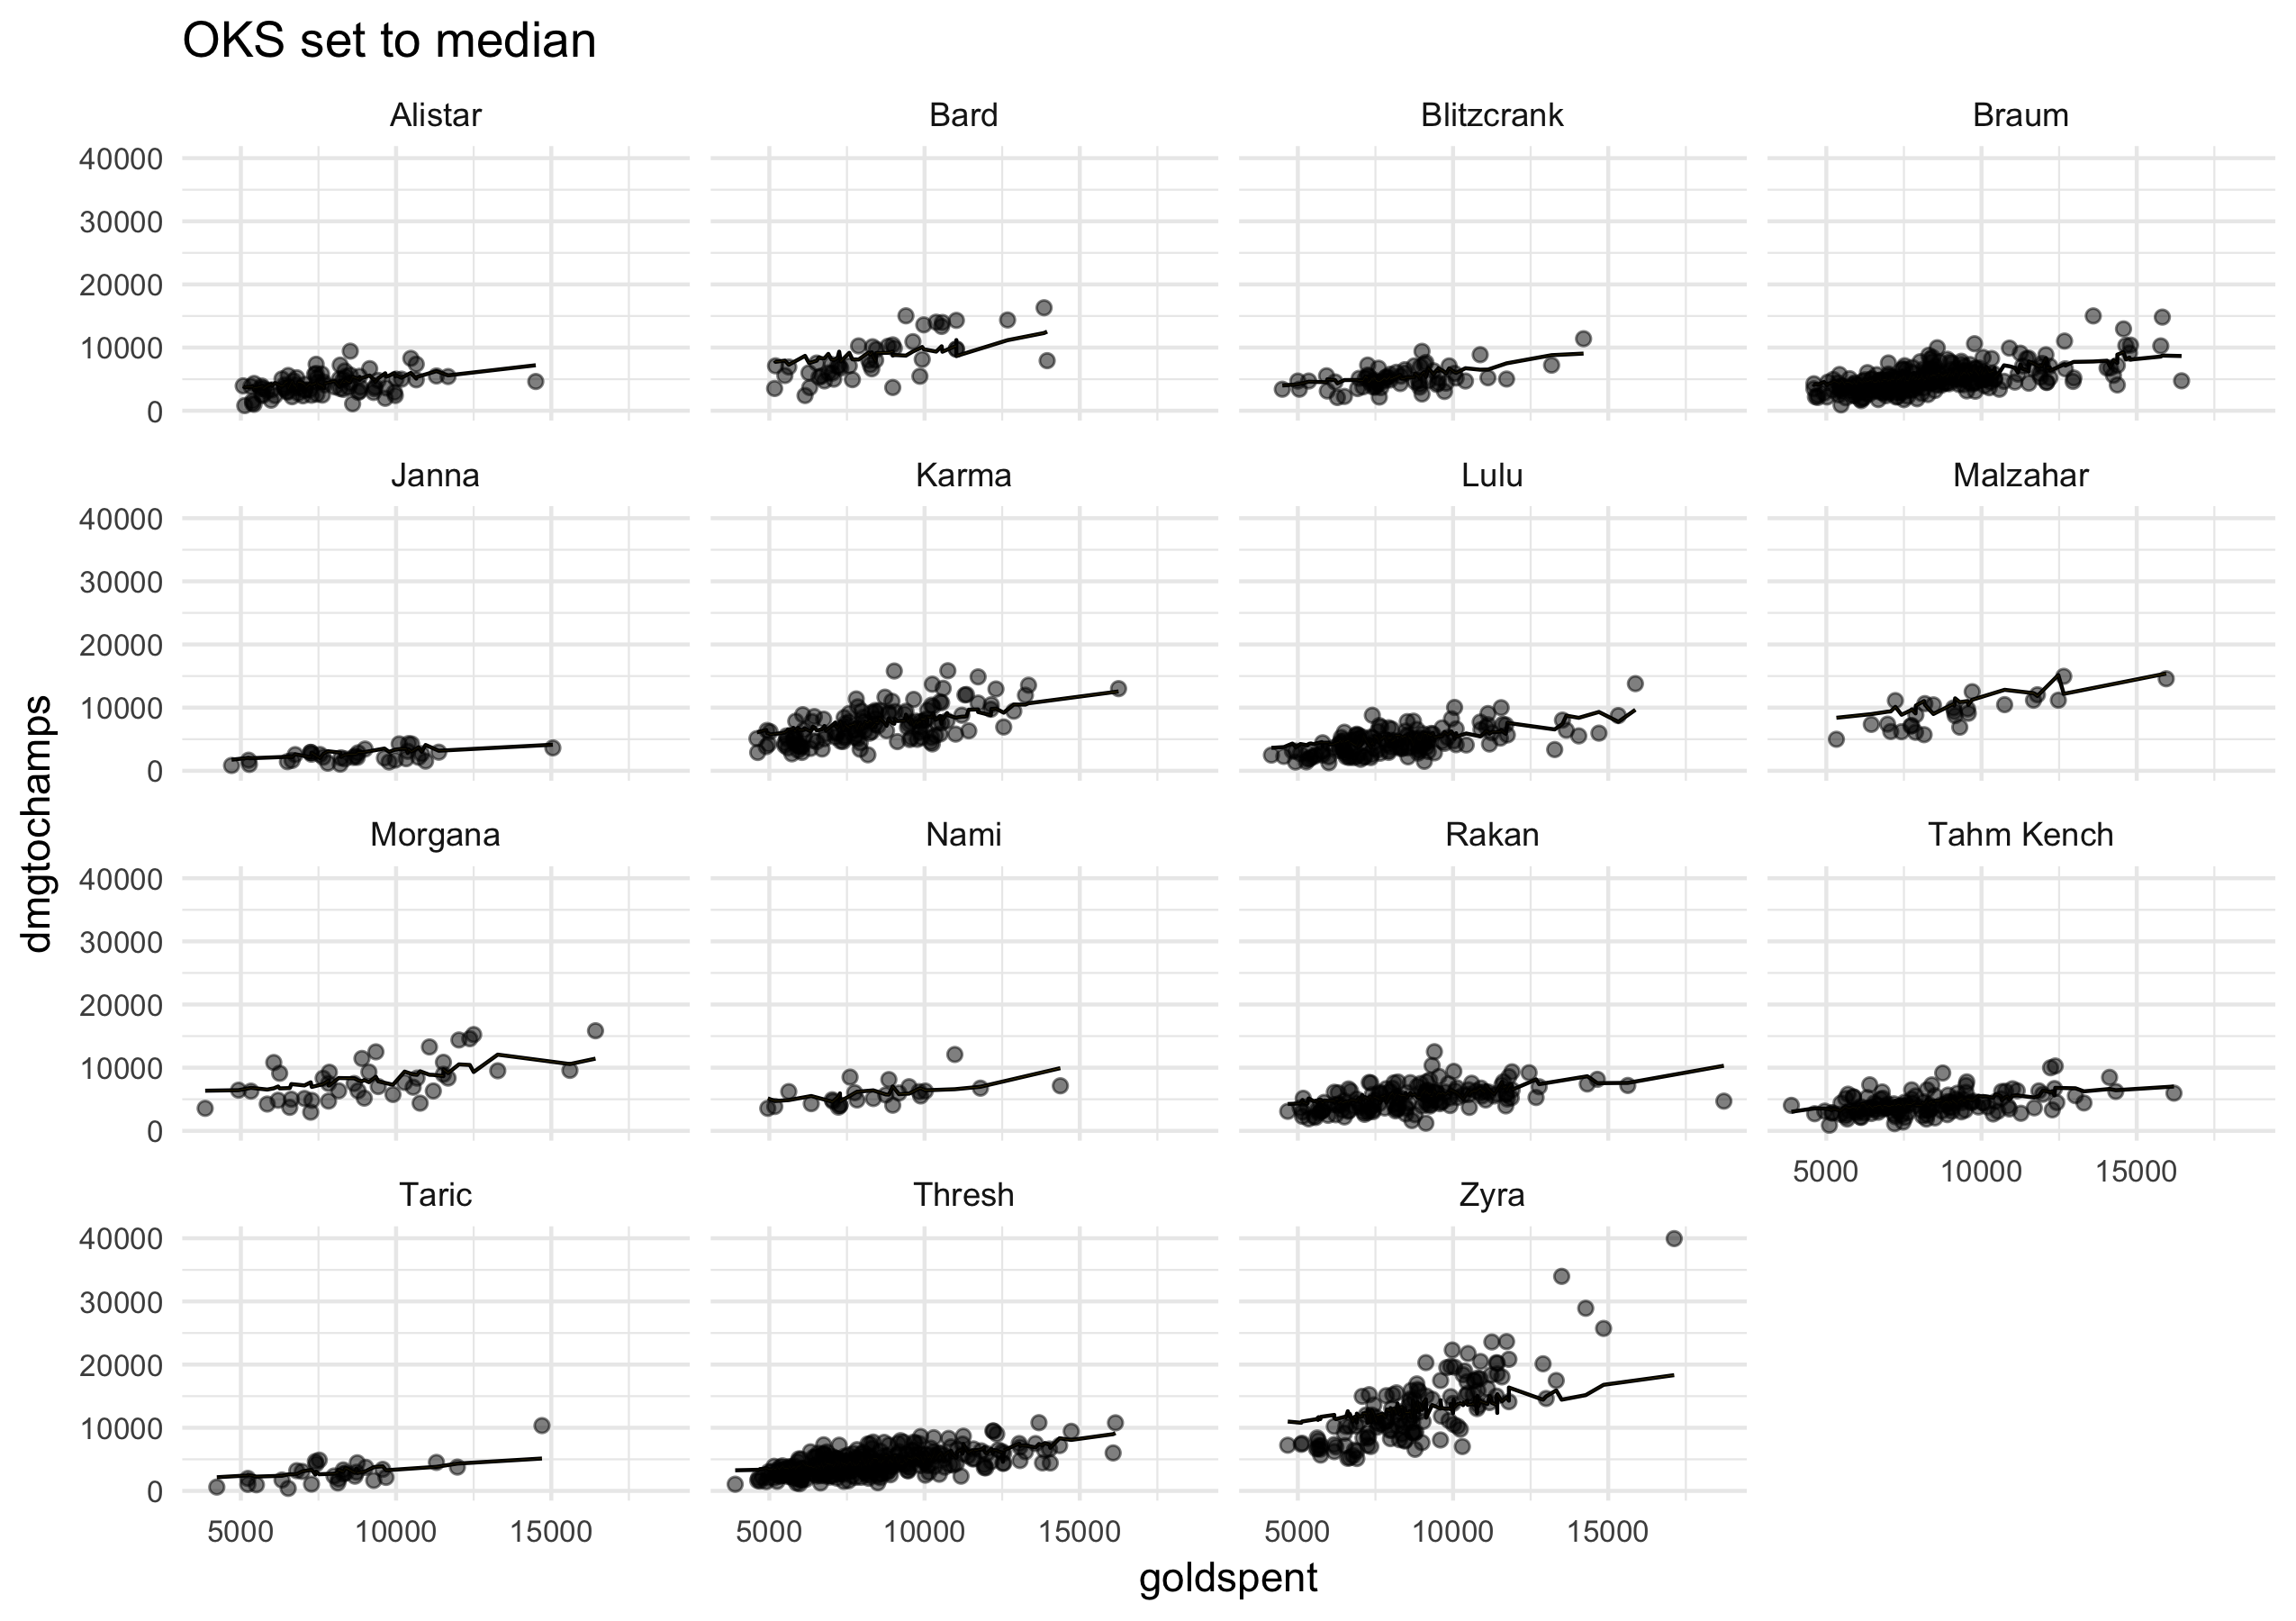 OKS set to median
Alistar Bard Blitzcrank Braum
40000
30000
20000
10000
0
Janna Karma Lulu Malzahar
40000
30000
20000
10000
0
dmgtochamps
Morgana Nami Rakan Tahm Kench
40000
30000
20000
10000
0
5000 10000 15000
Taric Thresh Zyra
40000
30000
20000
10000
0
5000 10000 15000 5000 10000 15000 5000 10000 15000
goldspent